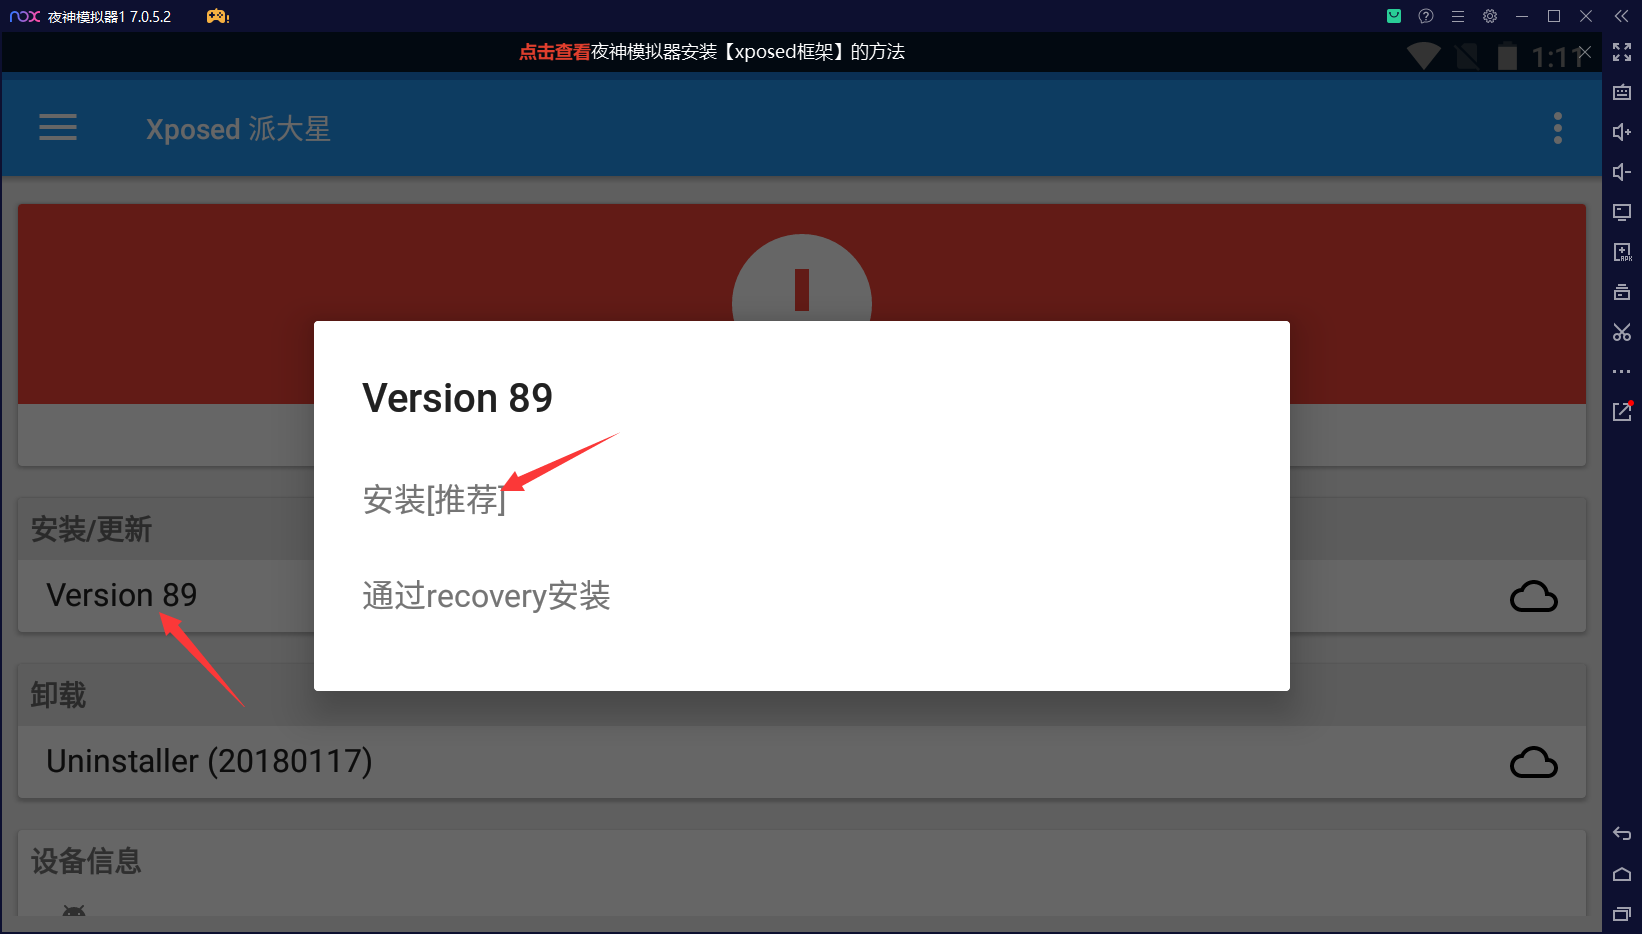 nox 夜神模拟器1 7.0.5.2
点击查看夜神模拟器安装【xposed框架】的方法
1:11
Xposed 派大星
Version 89
安装[推荐]
通过recovery安装
安装/更新
Version 89
卸载
Uninstaller (20180117)
设备信息
APK